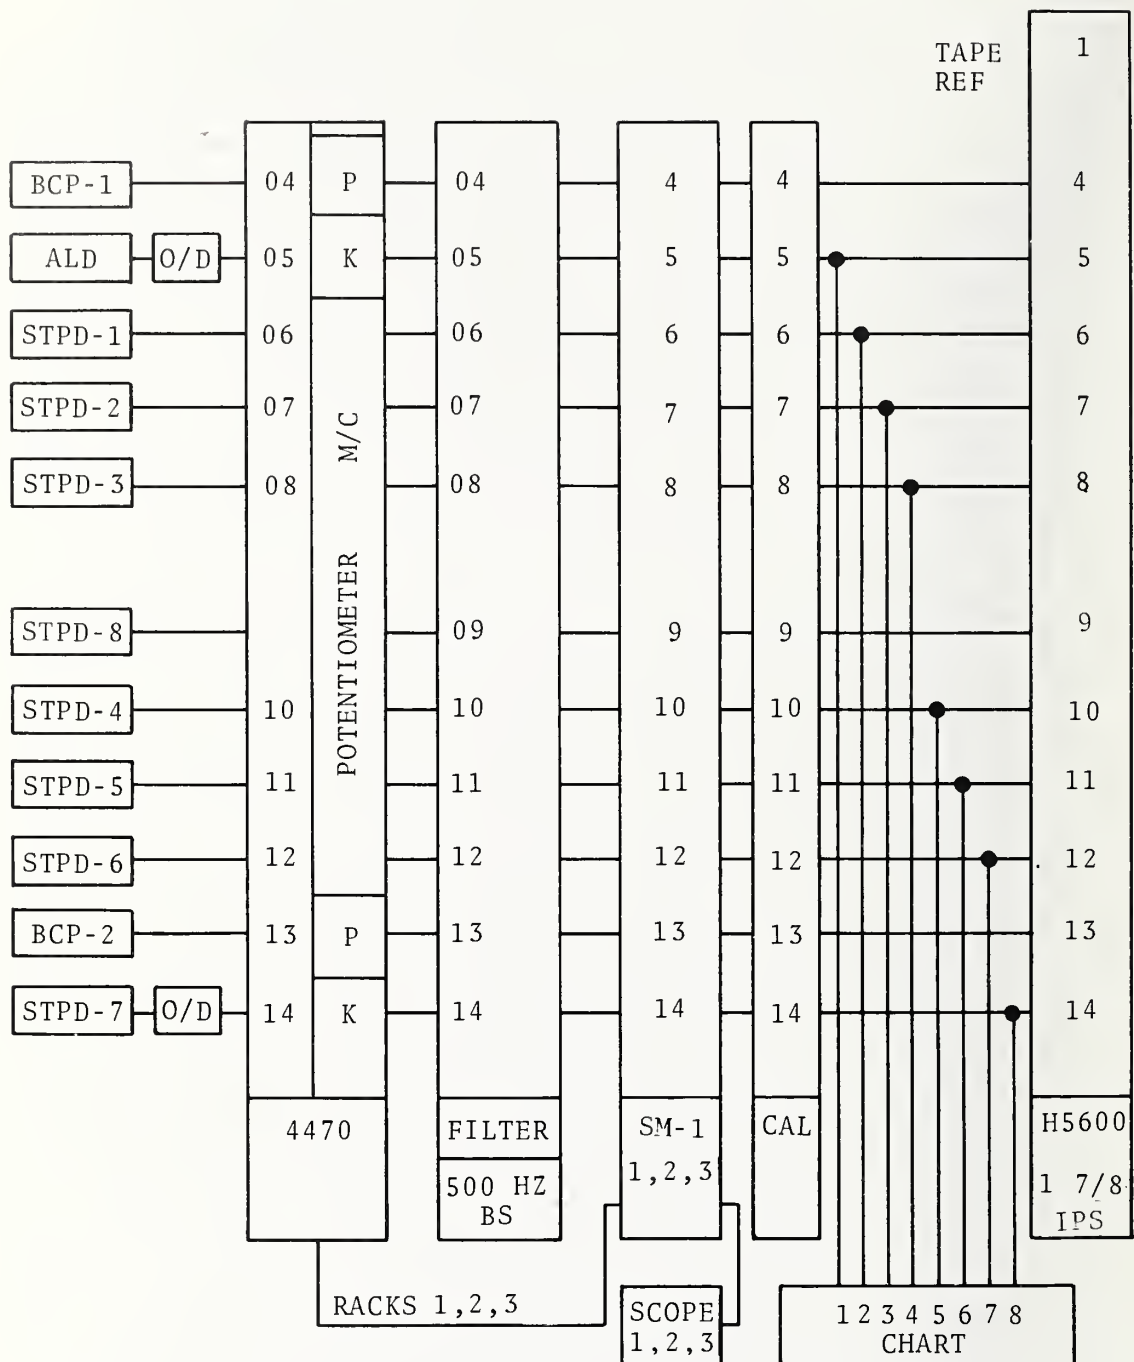 TAPE REF 1
BCP-1 04 P 04 4 4 4
ALD O/D 05 K 05 5 5 5
STPD-1 06 06 6 6 6
STPD-2 07 07 7 7 7
M/C
STPD-3 08 08 8 8 8
POTENTIOMETER
STPD-8 09 9 9 9
STPD-4 10 10 10 10 10
STPD-5 11 11 11 11 11
STPD-6 12 12 12 12 12
BCP-2 13 P 13 13 13 13
STPD-7 O/D 14 K 14 14 14 14
4470
FILTER
500 HZ
BS
SM-1
1,2,3
CAL
H5600
1 7/8
IPS
RACKS 1,2,3
SCOPE
1,2,3
1 2 3 4 5 6 7 8
CHART